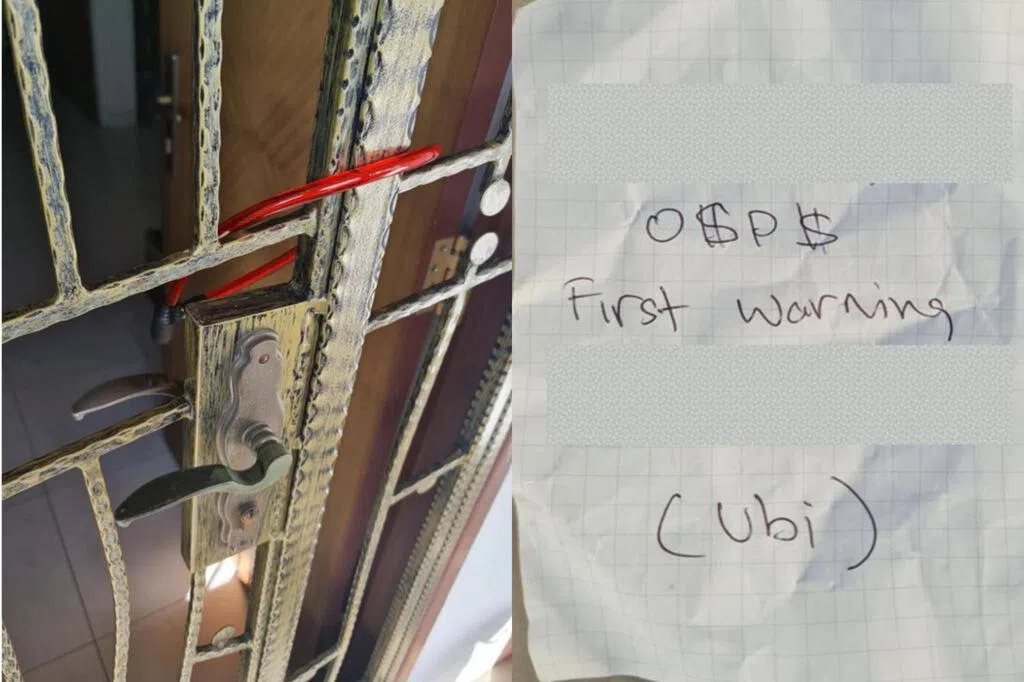 O$P$
First Warning
(Ubi)